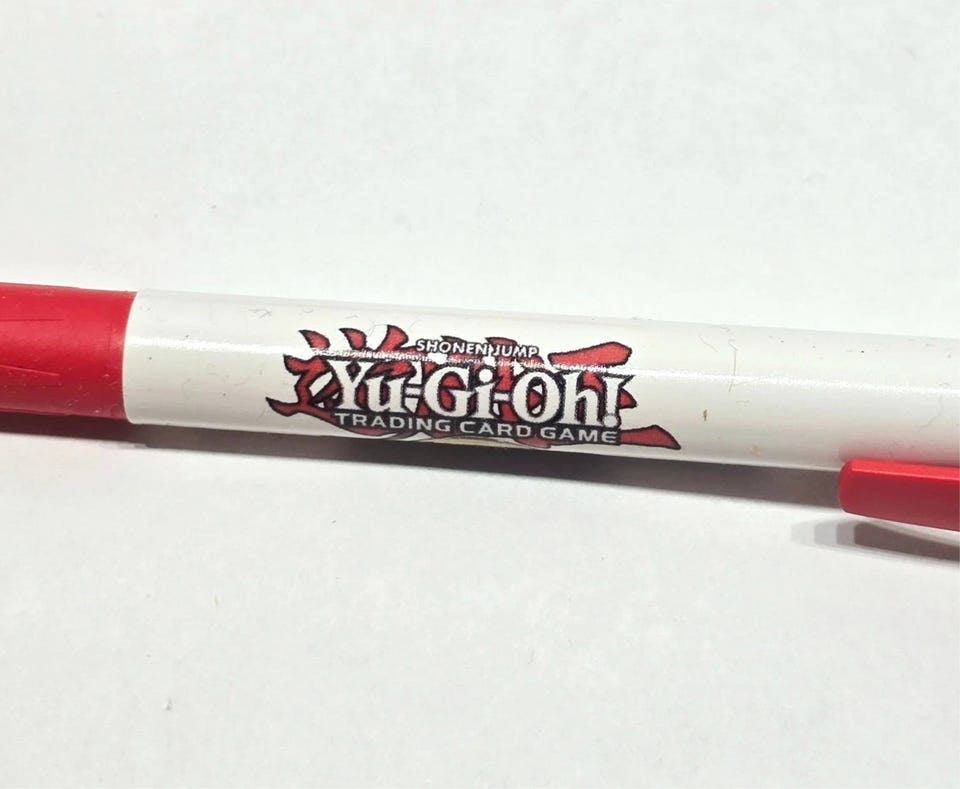 SHONEN JUMP
Yu-Gi-Oh!
TRADING CARD GAME